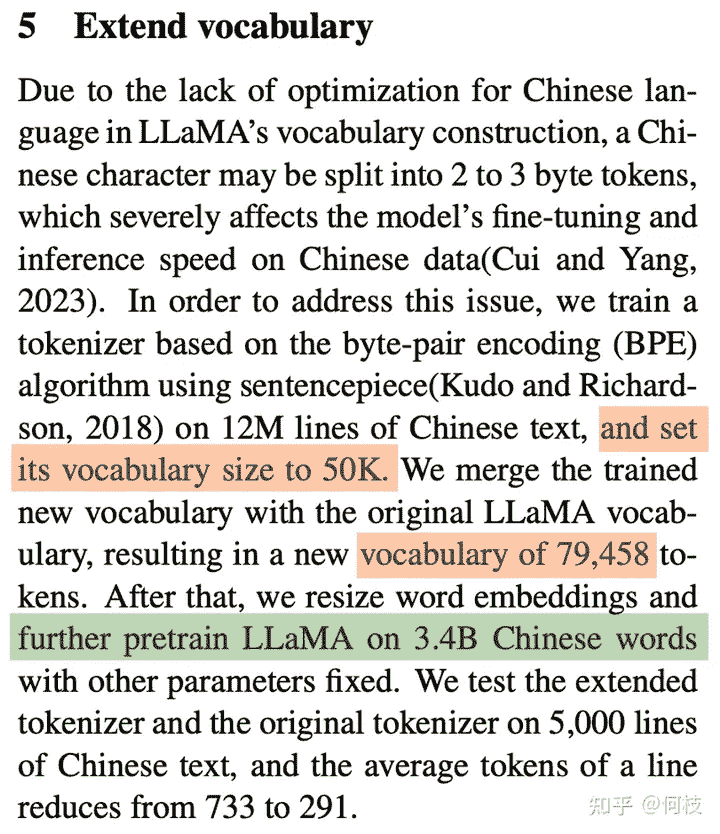 5 Extend vocabulary
Due to the lack of optimization for Chinese lan-
guage in LLaMA's vocabulary construction, a Chi-
nese character may be split into 2 to 3 byte tokens,
which severely affects the model's fine-tuning and
inference speed on Chinese data(Cui and Yang,
2023). In order to address this issue, we train a
tokenizer based on the byte-pair encoding (BPE)
algorithm using sentencepiece(Kudo and Richard-
son, 2018) on 12M lines of Chinese text, and set
its vocabulary size to 50K. We merge the trained
new vocabulary with the original LLaMA vocab-
ulary, resulting in a new vocabulary of 79,458 to-
kens. After that, we resize word embeddings and
further pretrain LLaMA on 3.4B Chinese words
with other parameters fixed. We test the extended
tokenizer and the original tokenizer on 5,000 lines
of Chinese text, and the average tokens of a line
reduces from 733 to 291.
知乎 @何枝